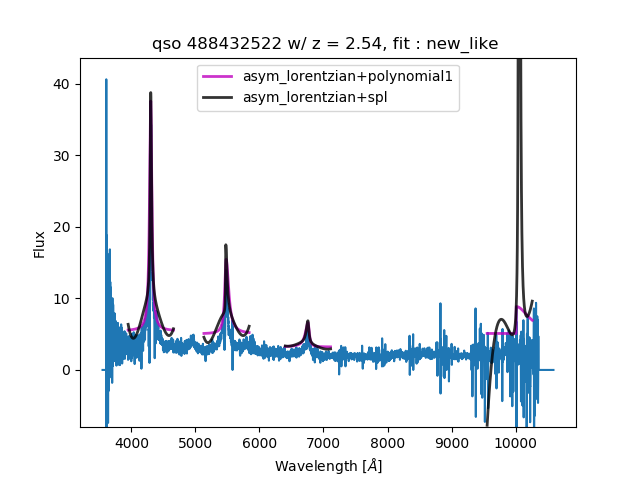 qso 488432522 w/ z = 2.54, fit : new_like
asym_lorentzian+polynomial1
asym_lorentzian+spl
40
30
20
10
0
Flux
4000 5000 6000 7000 8000 9000 10000
Wavelength [Å]